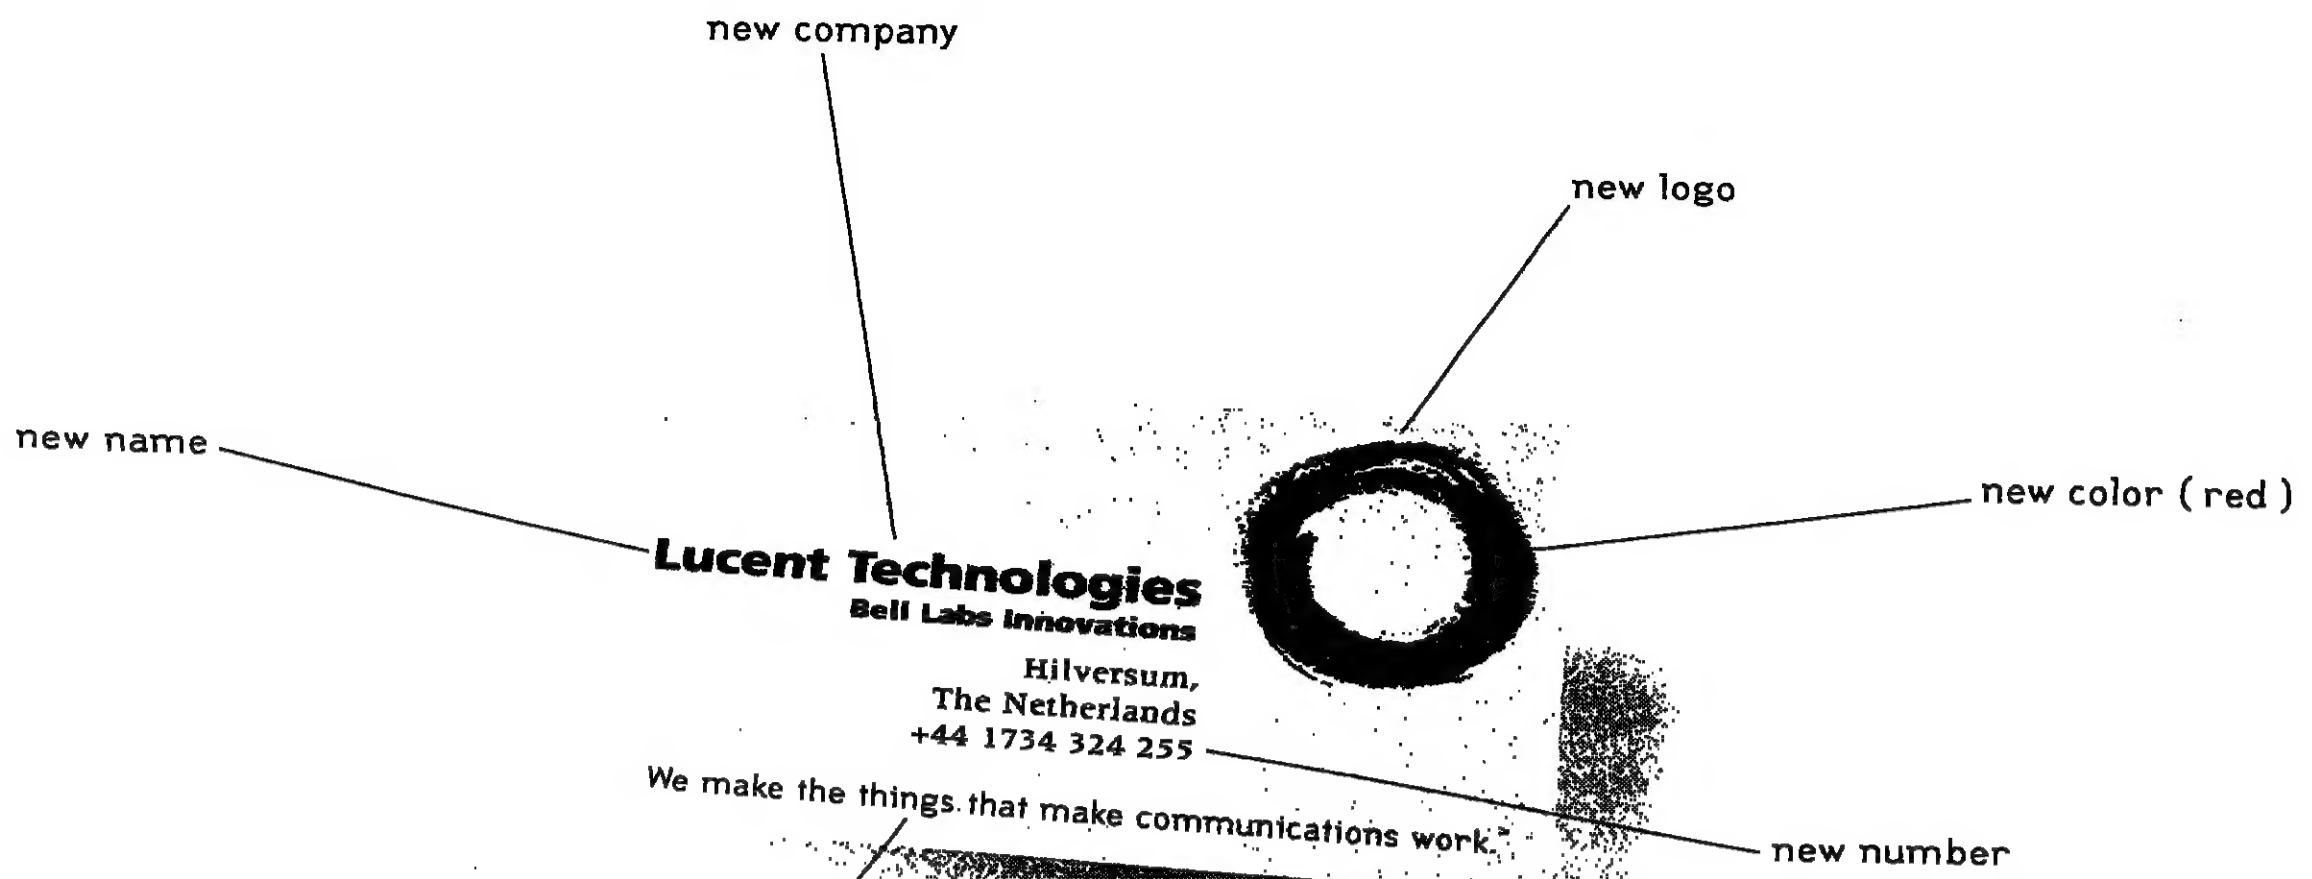 new company
new logo
new name
new color ( red )
Lucent Technologies
Bell Labs Innovations
Hilversum,
The Netherlands
+44 1734 324 255
We make the things that make communications work.™
new number